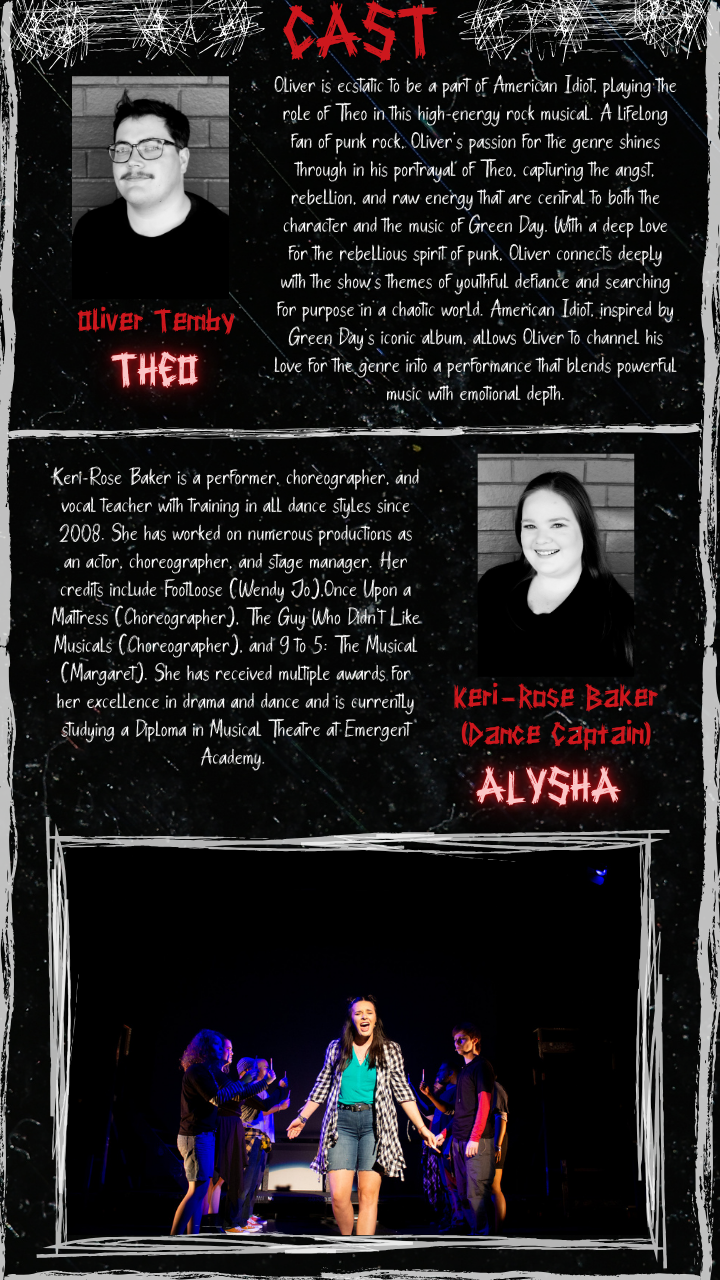 CAST
Oliver is ecstatic to be a part of American Idiot, playing the
role of Theo in this high-energy rock musical. A lifelong
fan of punk rock, Oliver's passion for the genre shines
through in his portrayal of Theo, capturing the angst,
rebellion, and raw energy that are central to both the
character and the music of Green Day. With a deep love
for the rebellious spirit of punk, Oliver connects deeply
with the show's themes of youthful defiance and searching
for purpose in a chaotic world. American Idiot, inspired by
Green Day's iconic album, allows Oliver to channel his
love for the genre into a performance that blends powerful
music with emotional depth.
Oliver Temby
THEO
Keri-Rose Baker is a performer, choreographer, and
vocal teacher with training in all dance styles since
2008. She has worked on numerous productions as
an actor, choreographer, and stage manager. Her
credits include Footloose (Wendy Jo),Once Upon a
Mattress (Choreographer), The Guy Who Didn't Like
Musicals (Choreographer), and 9 to 5: The Musical
(Margaret). She has received multiple awards for
her excellence in drama and dance and is currently
studying a Diploma in Musical Theatre at Emergent
Academy.
Keri-Rose Baker
(Dance Captain)
ALYSHA